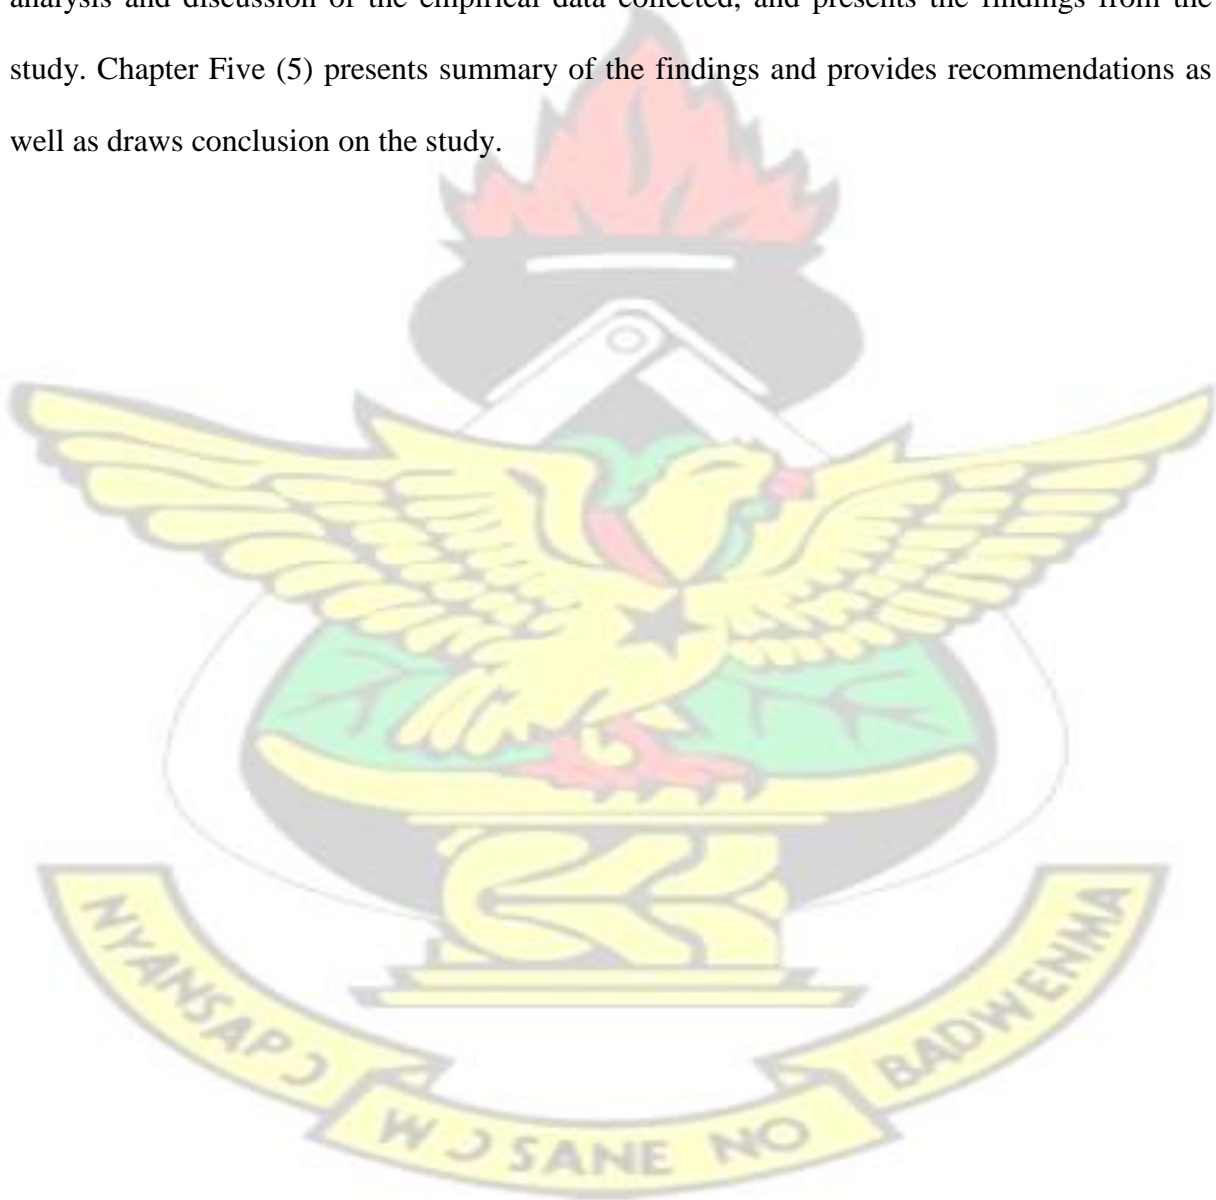 analysis and discussion of the empirical data collected, and presents the findings from the
study. Chapter Five (5) presents summary of the findings and provides recommendations as
well as draws conclusion on the study.
NYANSAPƆ
WƆSANE NO
BADWENMA